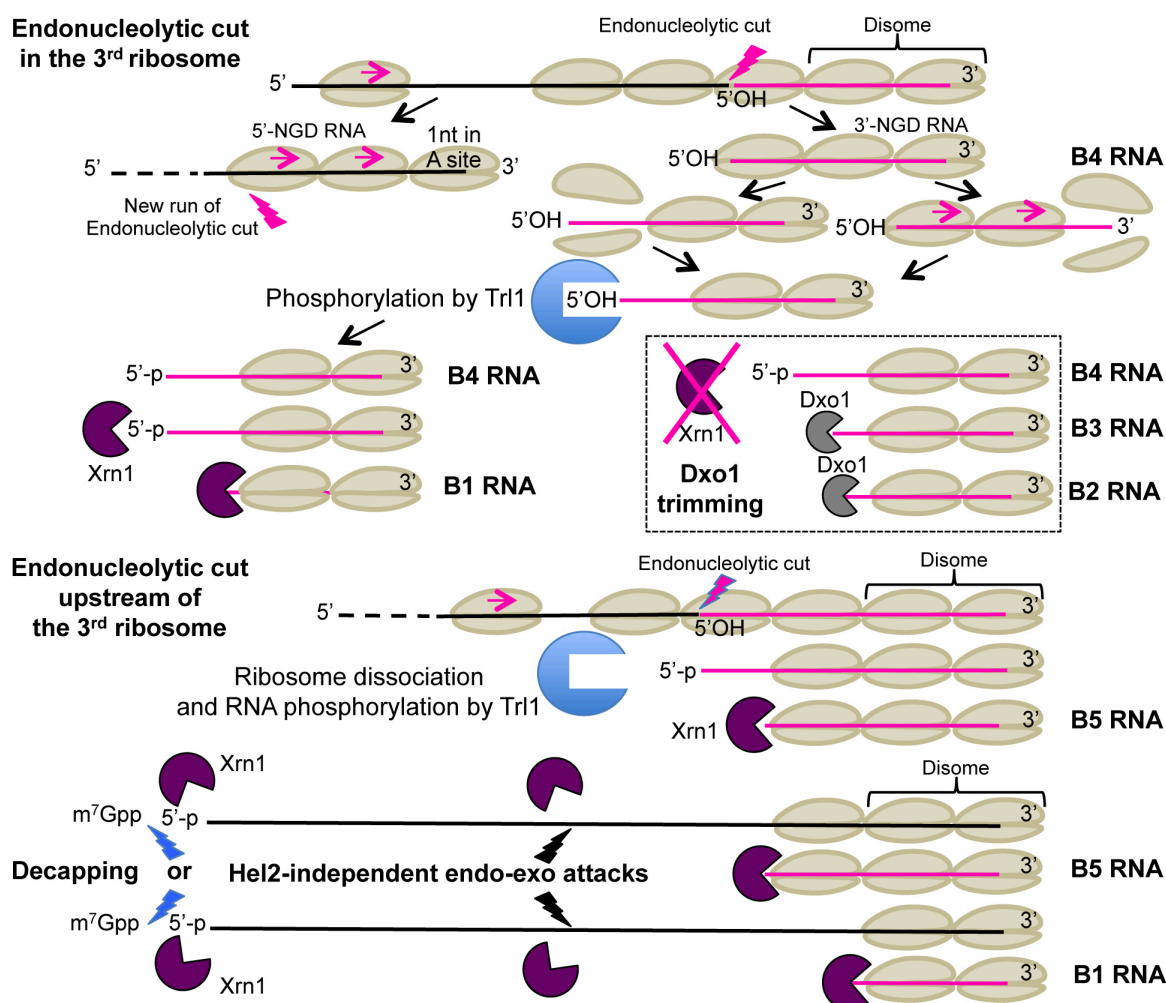 Endonucleolytic cut
in the 3rd ribosome
Endonucleolytic cut
Disome
5'
3'
5'OH
5'-NGD RNA
1nt in
A site
3'
5'
New run of
Endonucleolytic cut
3'-NGD RNA
5'OH
3'
B4 RNA
5'OH
3'
5'OH
3'
Phosphorylation by Trl1
5'OH
3'
5'-p
3'
B4 RNA
5'-p
3'
Xrn1
3'
B1 RNA
Xrn1
Dxo1
trimming
5'-p
3'
B4 RNA
Dxo1
3'
B3 RNA
Dxo1
3'
B2 RNA
Endonucleolytic cut
upstream of
the 3rd ribosome
Endonucleolytic cut
Disome
5'
3'
5'OH
Ribosome dissociation
and RNA phosphorylation by Trl1
5'-p
3'
Xrn1
3'
B5 RNA
Xrn1
Disome
m7Gpp
5'-p
3'
Decapping or Hel2-independent endo-exo attacks
3'
B5 RNA
m7Gpp
5'-p
3'
Xrn1
3'
B1 RNA